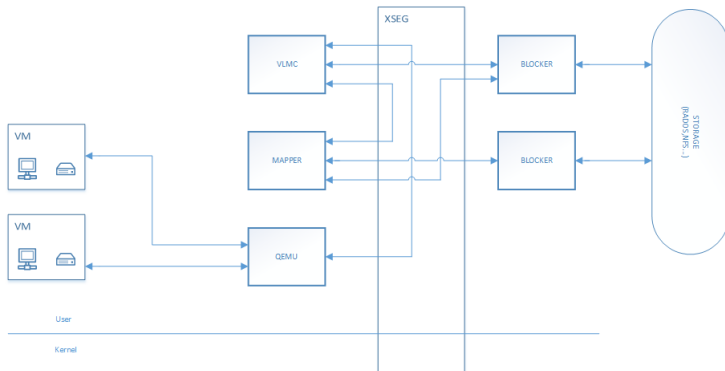 XSEG
VLMC
BLOCKER
VM
MAPPER
BLOCKER
STORAGE
(RADOS,NFS...)
VM
QEMU
User
Kernel